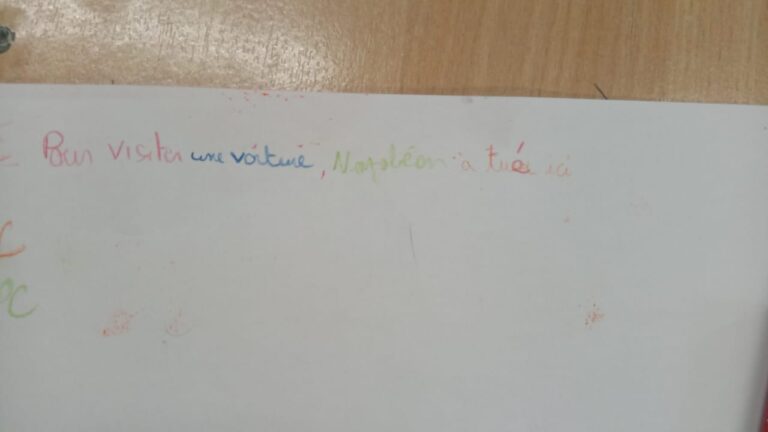 Pour visiter une voiture, Napoléon a tué ici
C